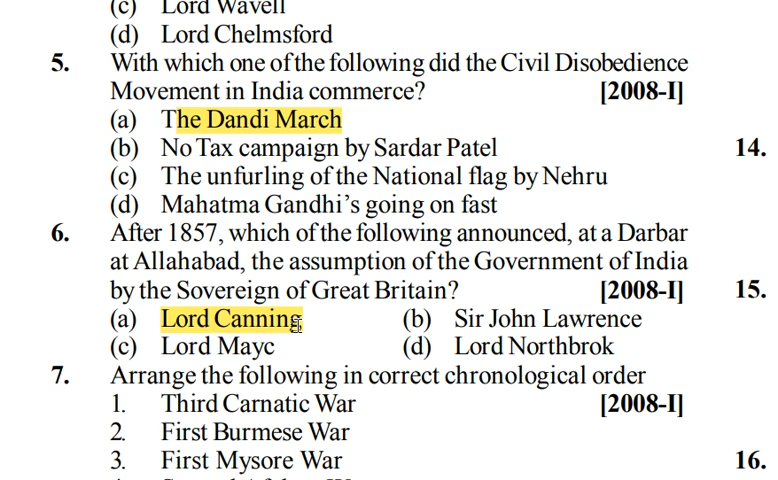 (c) Lord Wavell
(d) Lord Chelmsford
5. With which one of the following did the Civil Disobedience
Movement in India commerce? [2008-I]
(a) The Dandi March
(b) No Tax campaign by Sardar Patel
14.
(c) The unfurling of the National flag by Nehru
(d) Mahatma Gandhi's going on fast
6. After 1857, which of the following announced, at a Darbar
at Allahabad, the assumption of the Government of India
by the Sovereign of Great Britain? [2008-I]
15.
(a) Lord Canning (b) Sir John Lawrence
(c) Lord Mayc (d) Lord Northbrok
7. Arrange the following in correct chronological order
1. Third Carnatic War [2008-I]
2. First Burmese War
3. First Mysore War
16.